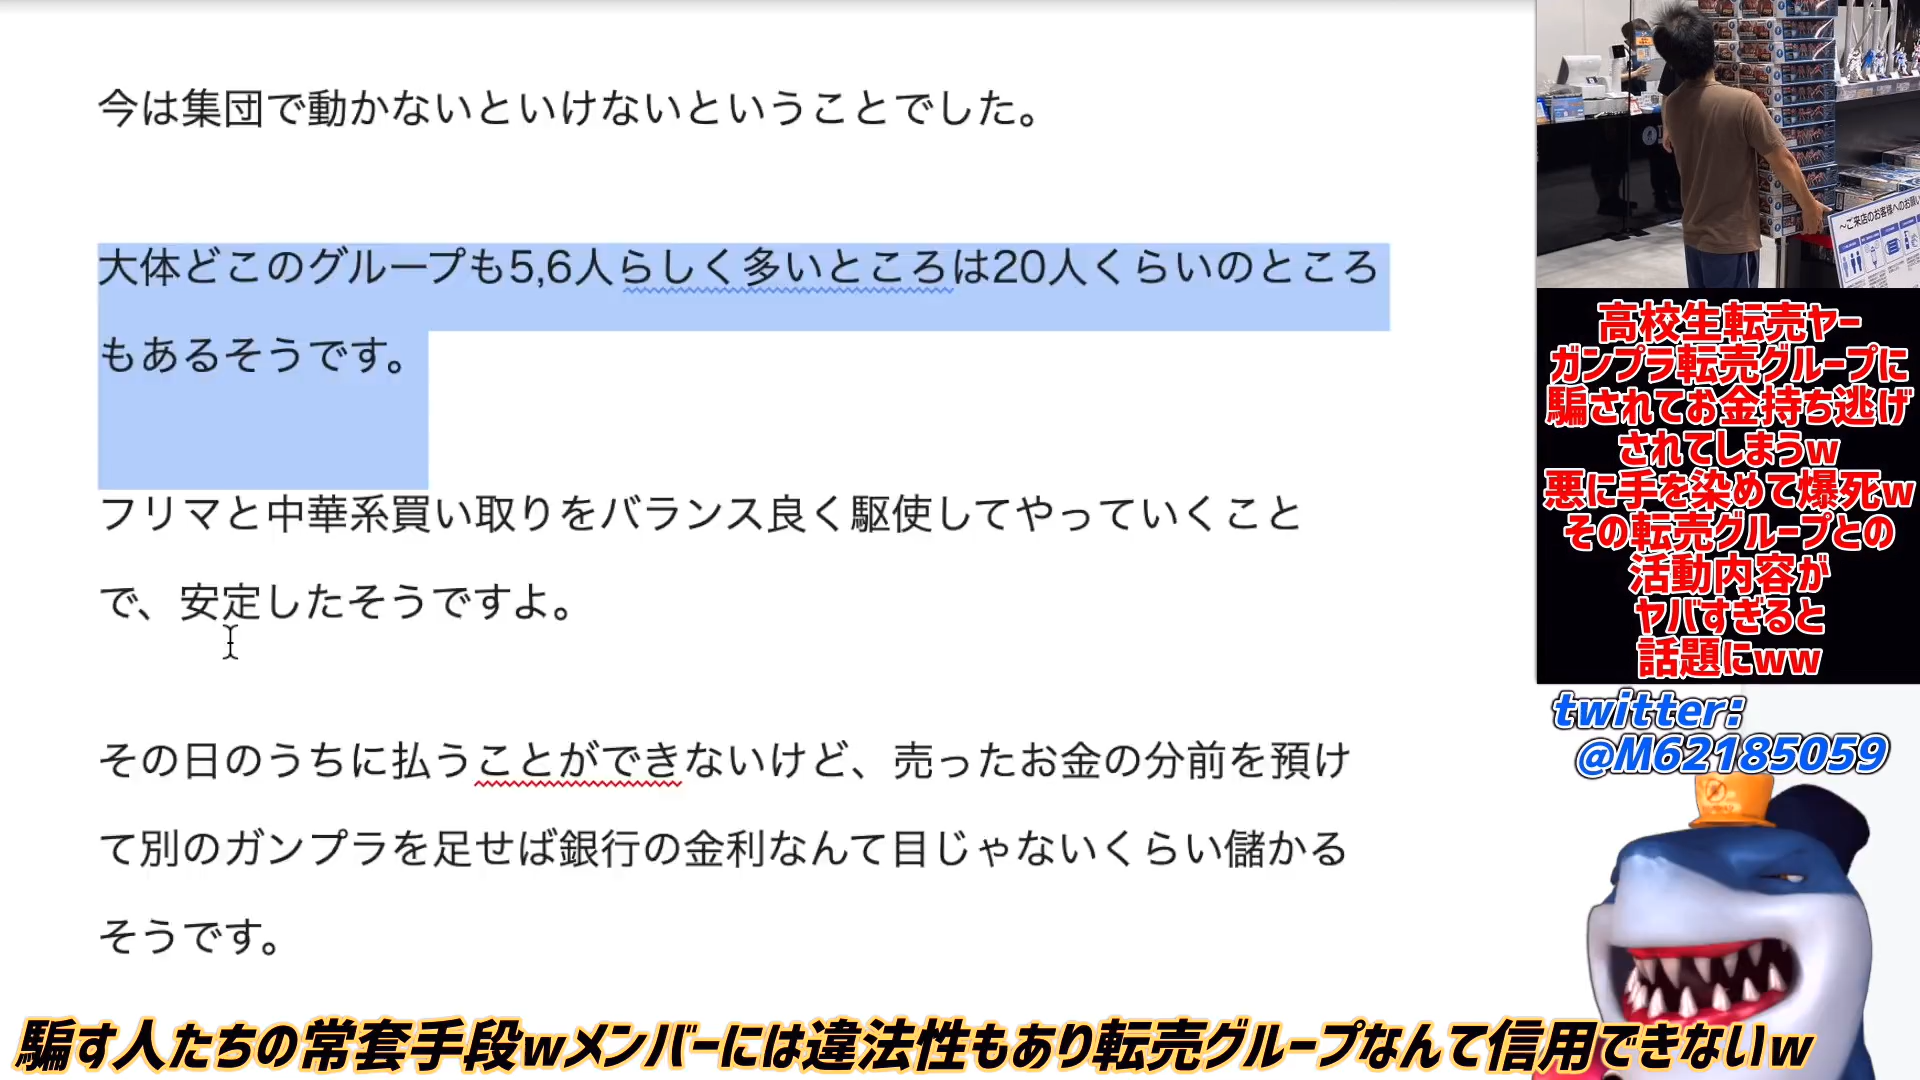 今は集団で動かないといけないということでした。
大体どこのグループも5,6人らしく多いところは20人くらいのところ
もあるそうです。
フリマと中華系買い取りをバランス良く駆使してやっていくこと
で、安定したそうですよ。
その日のうちに払うことができないけど、売ったお金の分前を預け
て別のガンプラを足せば銀行の金利なんて目じゃないくらい儲かる
そうです。
~ご来店のお客様へのお願い
高校生転売ヤー
ガンプラ転売グループに
騙されてお金持ち逃げ
されてしまうw
悪に手を染めて爆死w
その転売グループとの
活動内容が
ヤバすぎると
話題にww
twitter:
@M62185059
騙す人たちの常套手段wメンバーには違法性もあり転売グループなんて信用できないw